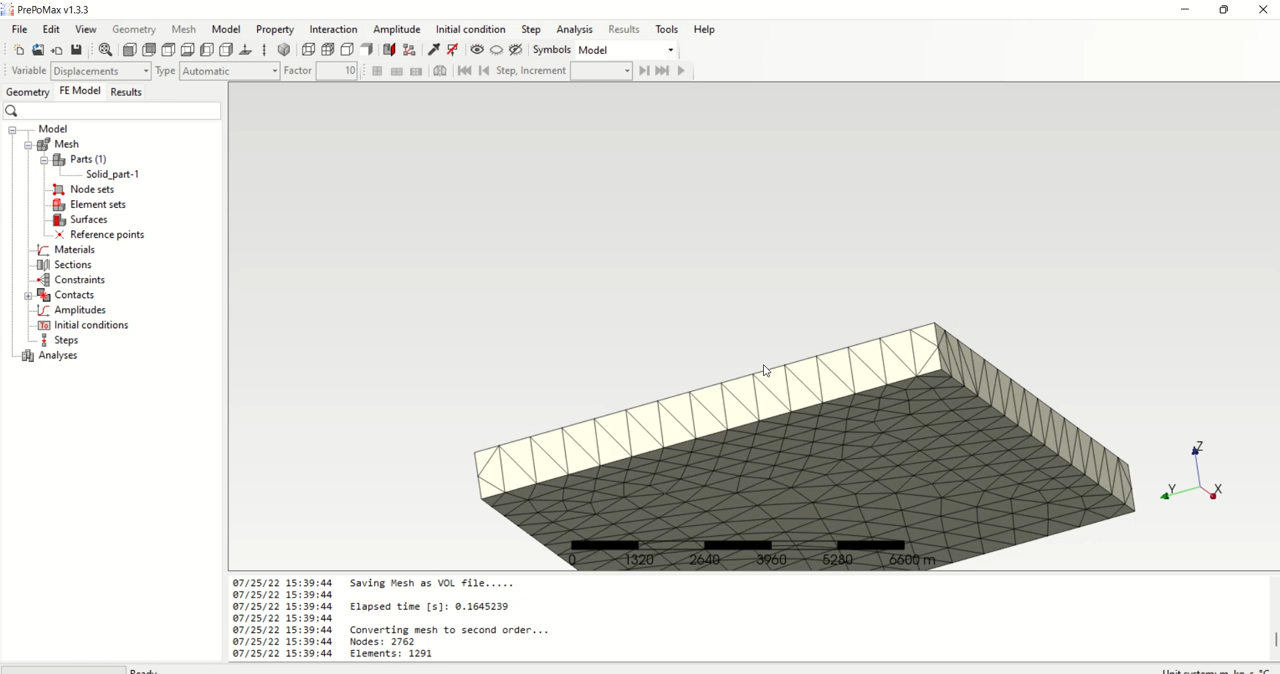 PrePoMax v1.3.3
File Edit View Geometry Mesh Model Property Interaction Amplitude Initial condition Step Analysis Results Tools Help
Symbols Model
Variable Displacements Type Automatic Factor 10 Step, Increment
Geometry FE Model Results
Model
Mesh
Parts (1)
Solid_part-1
Node sets
Element sets
Surfaces
Reference points
Materials
Sections
Constraints
Contacts
Amplitudes
Initial conditions
Steps
Analyses
Z
Y X
0 1320 2640 3960 5280 6600 m
07/25/22 15:39:44 Saving Mesh as VOL file.....
07/25/22 15:39:44
07/25/22 15:39:44 Elapsed time [s]: 0.1645239
07/25/22 15:39:44
07/25/22 15:39:44 Converting mesh to second order...
07/25/22 15:39:44 Nodes: 2762
07/25/22 15:39:44 Elements: 1291
Ready Unit system: m, kg, s, °C